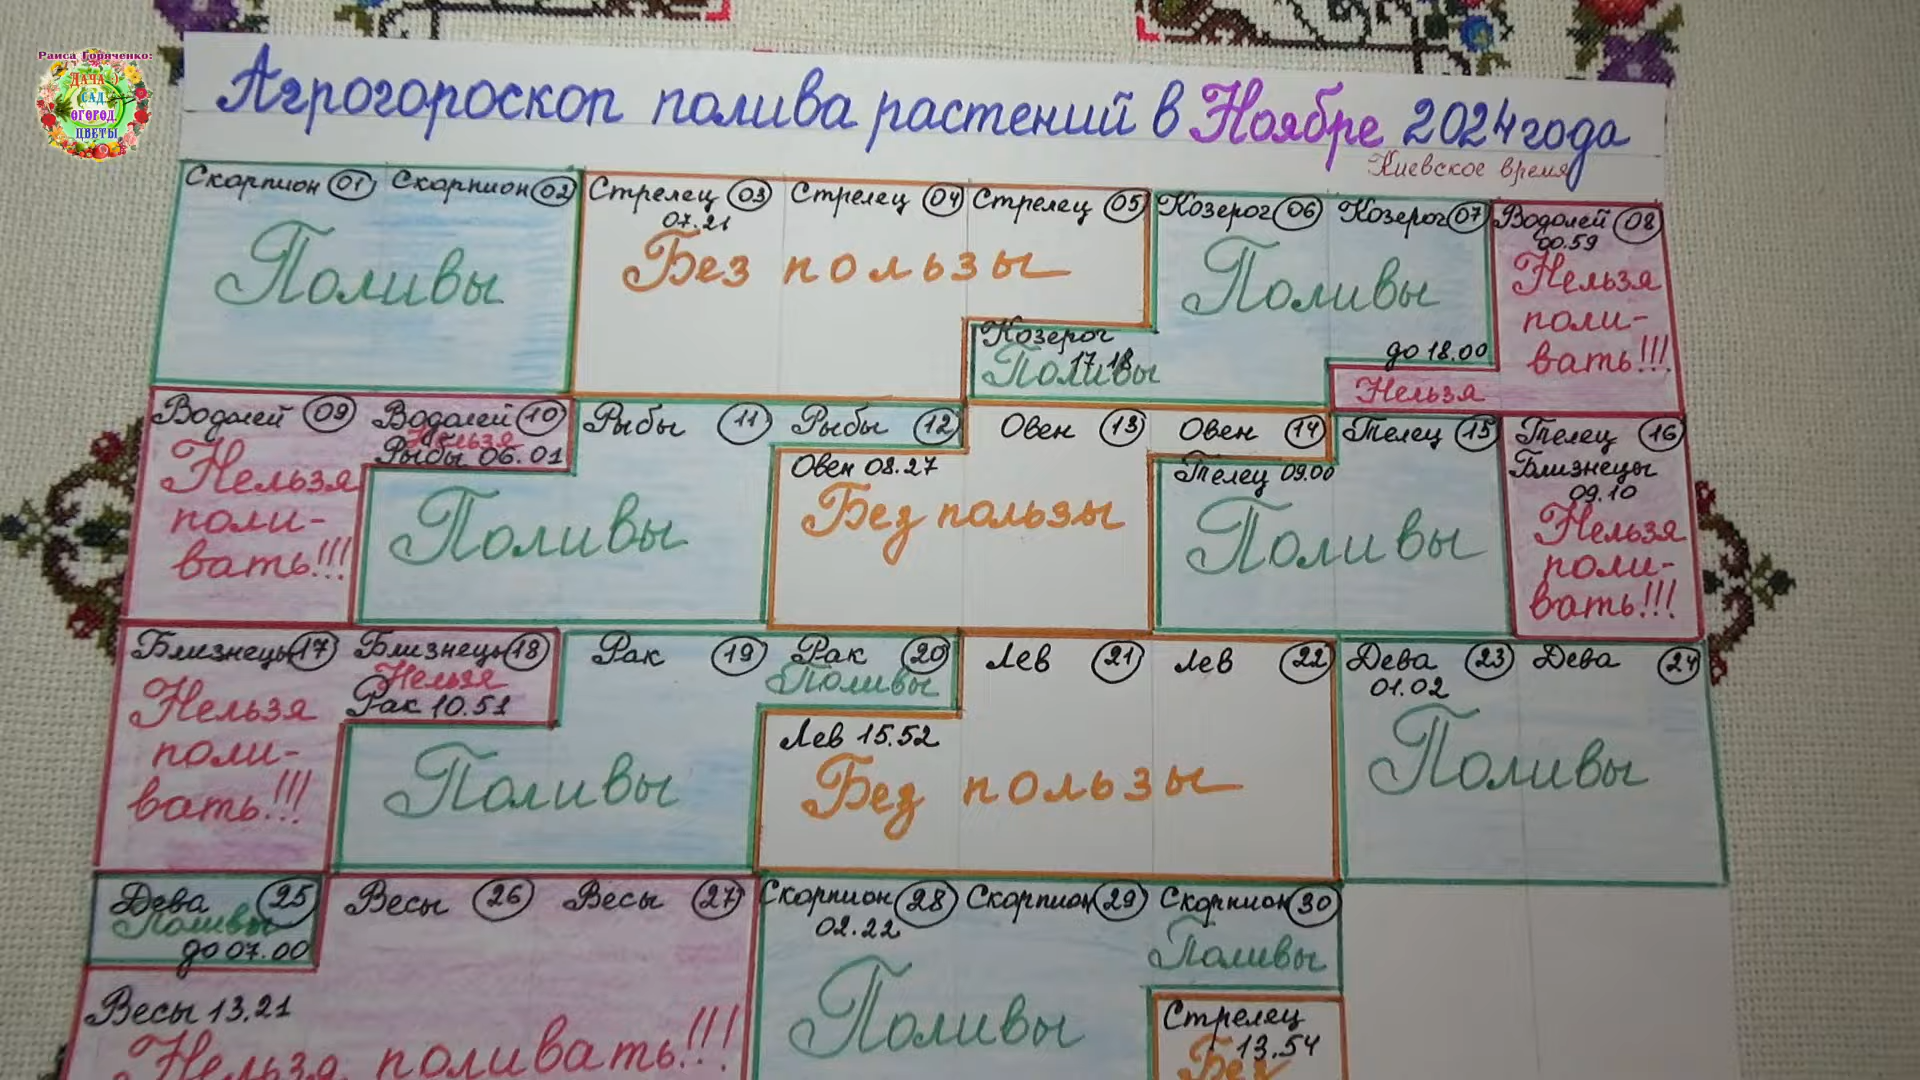 Раиса Горяченко:
ДАЧА
САД,
ОГОРОД,
ЦВЕТЫ
Агрогороскоп полива растений в Ноябре 2024 года
Киевское время
Скорпион 01 Скорпион 02
Поливы
Стрелец 03 Стрелец 04 Стрелец 05
07.21
Без пользы
Козерог
17.18
Поливы
Козерог 06 Козерог 07
Поливы
до 18.00
Нельзя
Водолей 08
00.59
Нельзя
поли-
вать!!!
Водолей 09
Нельзя
поли-
вать!!!
Водолей 10
Нельзя
Рыбы 06.01
Рыбы 11 Рыбы 12
Поливы
Овен 08.27
Овен 13 Овен 14
Без пользы
Телец 09.00
Телец 15
Поливы
Телец 16
Близнецы
09.10
Нельзя
поли-
вать!!!
Близнецы 17
Нельзя
поли-
вать!!!
Близнецы 18
Нельзя
Рак 10.51
Рак 19 Рак 20
Поливы
Поливы
Лев 15.52
Лев 21 Лев 22
Без пользы
Дева 23 Дева 24
01.02
Поливы
Дева 25
Поливы
до 07.00
Весы 13.21
Весы 26 Весы 27
Нельзя поливать!!!
Скорпион 28 Скорпион 29 Скорпион 30
02.22
Поливы
Поливы
Стрелец
13.54
Без